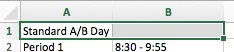 A B
1 Standard A/B Day
2 Period 1 8:30 - 9:55